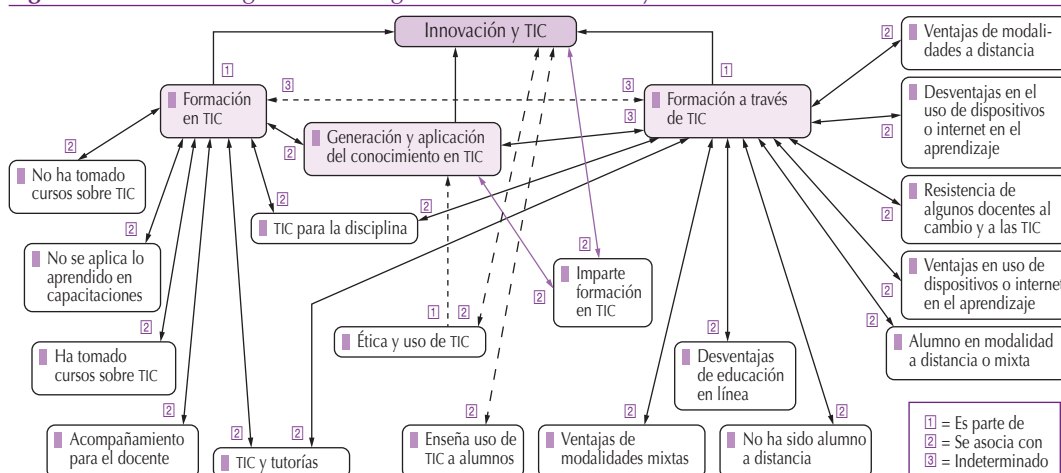 Innovación y TIC
1
1
3
3
Formación
en TIC
Generación y aplicación
del conocimiento en TIC
Formación a través
de TIC
3
2
2
Ventajas de modali-
dades a distancia
2
Desventajas en el
uso de dispositivos
o internet en el
aprendizaje
2
No ha tomado
cursos sobre TIC
2
2
TIC para la disciplina
2
Resistencia de
algunos docentes al
cambio y a las TIC
2
No se aplica lo
aprendido en
capacitaciones
2
2
Imparte
formación
en TIC
2
Ventajas en uso de
dispositivos o internet
en el aprendizaje
2
Ha tomado
cursos sobre TIC
1
2
Ética y uso de TIC
2
Desventajas
de educación
en línea
2
Alumno en modalidad
a distancia o mixta
2
Acompañamiento
para el docente
2
2
TIC y tutorías
2
Enseña uso de
TIC a alumnos
2
Ventajas de
modalidades mixtas
2
No ha sido alumno
a distancia
1 = Es parte de
2 = Se asocia con
3 = Indeterminado